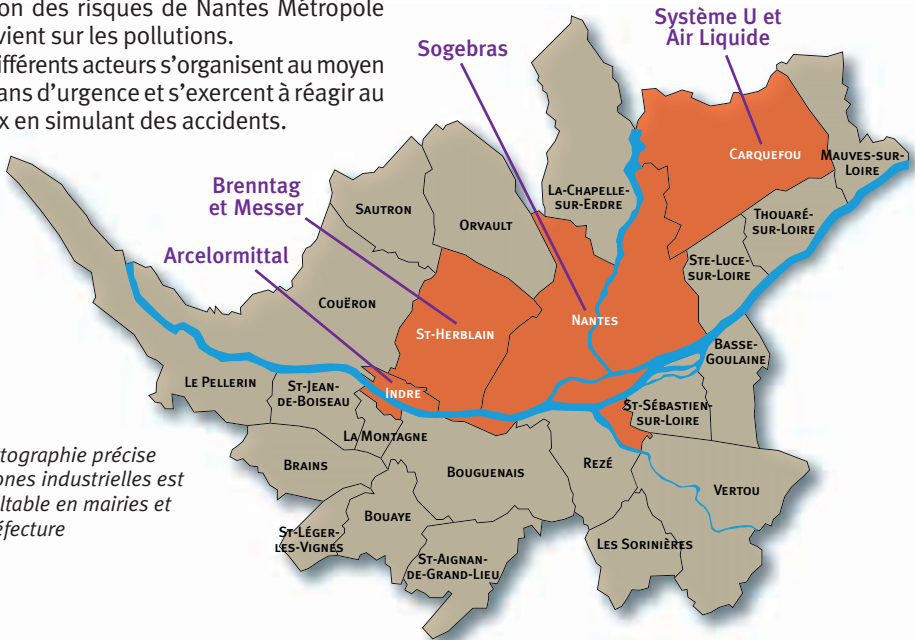 on des risques de Nantes Métropole
vient sur les pollutions.
ifférents acteurs s'organisent au moyen
ans d'urgence et s'exercent à réagir au
x en simulant des accidents.
Système U et
Air Liquide
Sogebras
Brenntag
et Messer
Arcelormittal
CARQUEFOU
MAUVES-SUR-
LOIRE
LA-CHAPELLE-
SUR-ERDRE
THOUARÉ-
SUR-LOIRE
SAUTRON
ORVAULT
STE-LUCE-
SUR-LOIRE
COUËRON
ST-HERBLAIN
NANTES
BASSE-
GOULAINE
LE PELLERIN
ST-JEAN-
DE-BOISEAU
INDRE
ST-SÉBASTIEN-
SUR-LOIRE
LA MONTAGNE
BRAINS
BOUGUENAIS
REZÉ
VERTOU
BOUAYE
ST-LÉGER-
LES-VIGNES
ST-AIGNAN-
DE-GRAND-LIEU
LES SORINIÈRES
rtographie précise
ones industrielles est
ltable en mairies et
éfecture